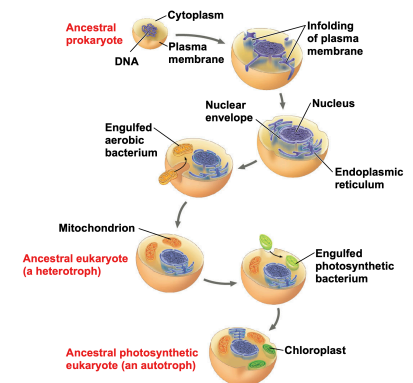 Ancestral
prokaryote
Cytoplasm
Plasma
membrane
DNA
Infolding
of plasma
membrane
Nuclear
envelope
Nucleus
Endoplasmic
reticulum
Engulfed
aerobic
bacterium
Mitochondrion
Ancestral eukaryote
(a heterotroph)
Engulfed
photosynthetic
bacterium
Ancestral photosynthetic
eukaryote (an autotroph)
Chloroplast